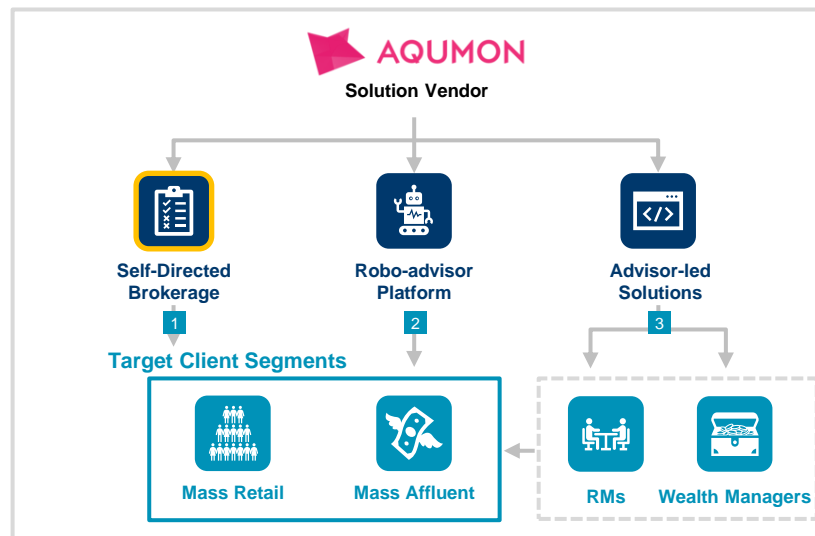 AQUMON
Solution Vendor
</>
Self-Directed
Brokerage
Robo-advisor
Platform
Advisor-led
Solutions
1
2
3
Target Client Segments
Mass Retail
Mass Affluent
RMs
Wealth Managers